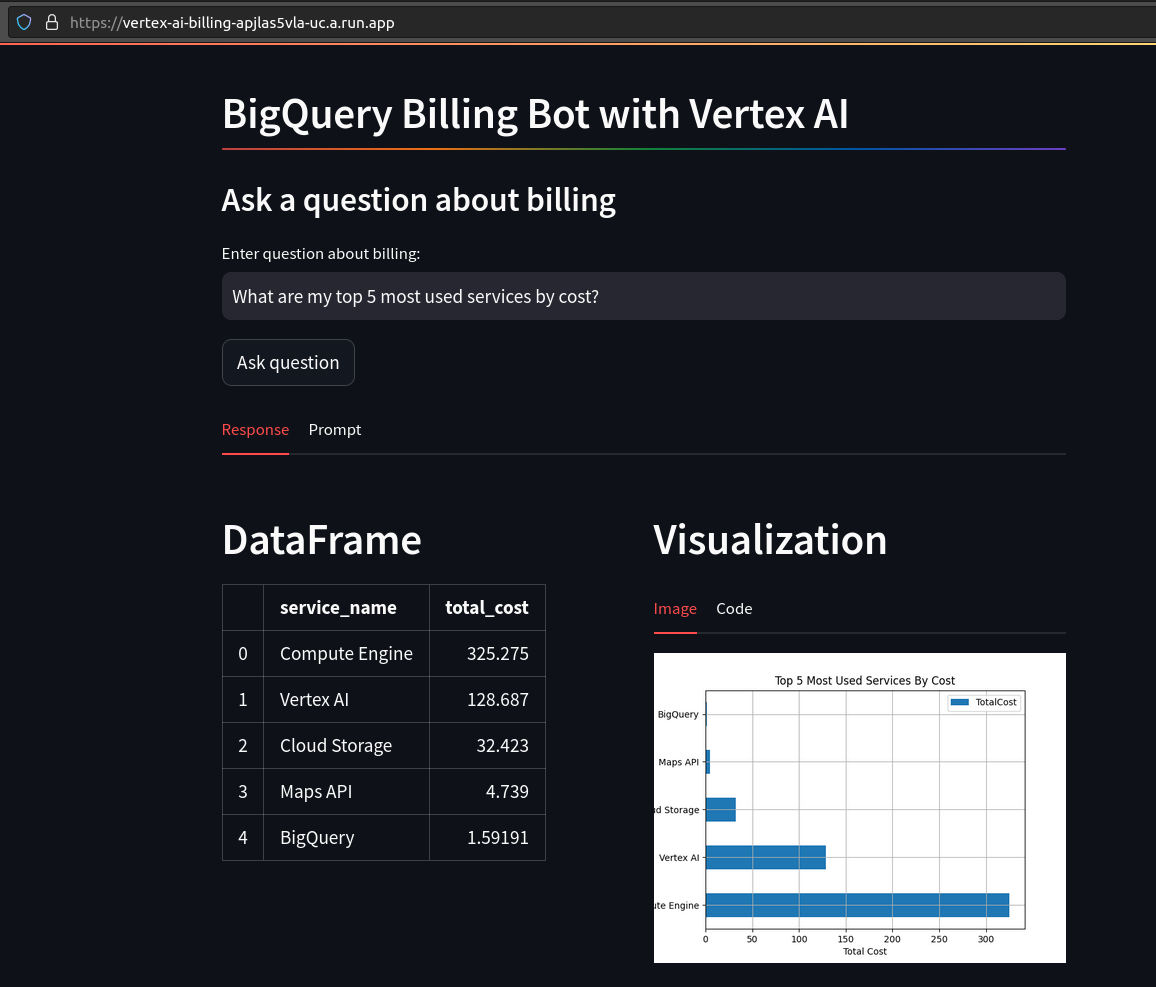 https://vertex-ai-billing-apjlas5vla-uc.a.run.app
BigQuery Billing Bot with Vertex AI
Ask a question about billing
Enter question about billing:
What are my top 5 most used services by cost?
Ask question
Response Prompt
DataFrame
service_name total_cost
0 Compute Engine 325.275
1 Vertex AI 128.687
2 Cloud Storage 32.423
3 Maps API 4.739
4 BigQuery 1.59191
Visualization
Image Code
Top 5 Most Used Services By Cost
TotalCost
BigQuery
Maps API
d Storage
Vertex AI
te Engine
0 50 100 150 200 250 300
Total Cost